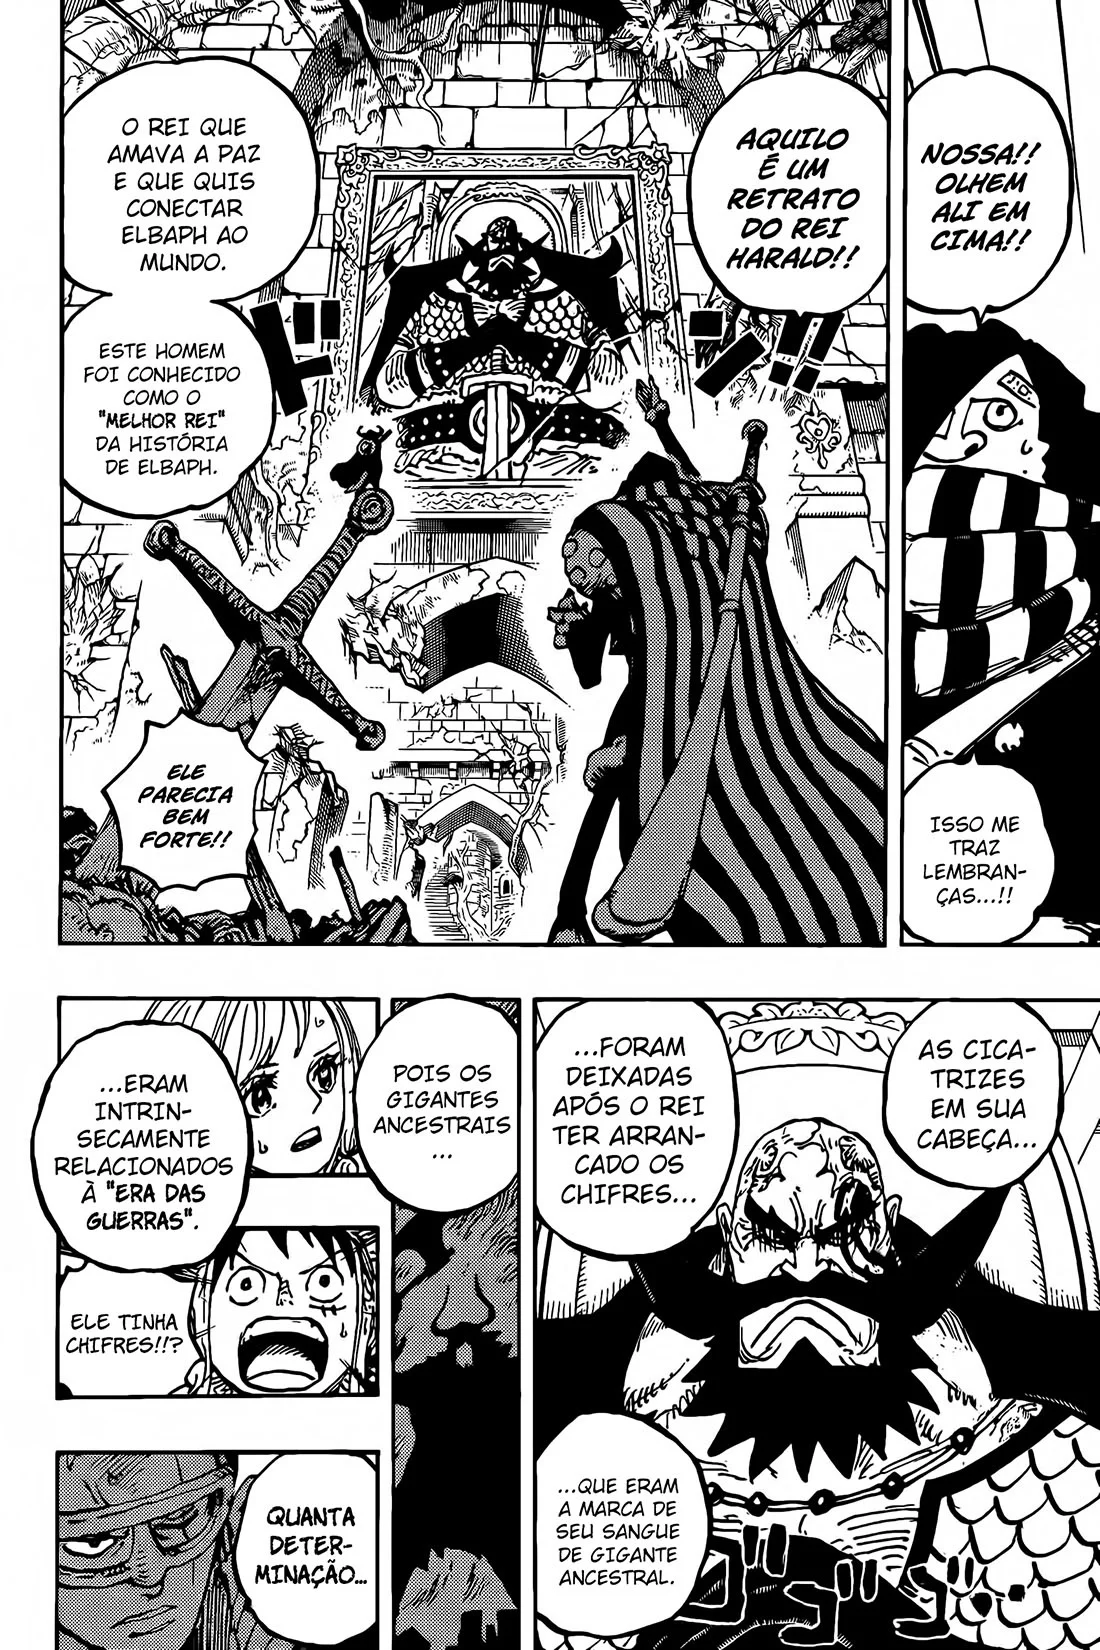 NOSSA!!
OLHEM
ALI EM
CIMA!!
ISSO ME
TRAZ
LEMBRAN-
ÇAS...!!
AQUILO
É UM
RETRATO
DO REI
HARALD!!
ドン!!
O REI QUE
AMAVA A PAZ
E QUE QUIS
CONECTAR
ELBAPH AO
MUNDO.
ESTE HOMEM
FOI CONHECIDO
COMO O
"MELHOR REI"
DA HISTÓRIA
DE ELBAPH.
ELE
PARECIA
BEM
FORTE!!
AS CICA-
TRIZES
EM SUA
CABEÇA...
...FORAM
DEIXADAS
APÓS O REI
TER ARRAN-
CADO OS
CHIFRES...
...QUE ERAM
A MARCA DE
SEU SANGUE
DE GIGANTE
ANCESTRAL.
POIS OS
GIGANTES
ANCESTRAIS
...
...ERAM
INTRIN-
SECAMENTE
RELACIONADOS
À "ERA DAS
GUERRAS".
ELE TINHA
CHIFRES!!?
QUANTA
DETER-
MINAÇÃO...